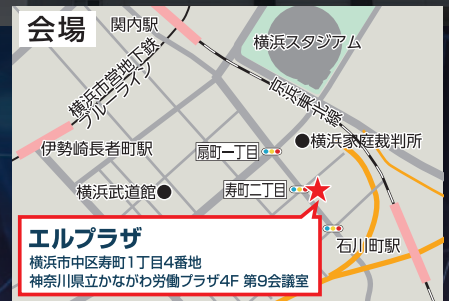 会場
関内駅
横浜スタジアム
横浜市営地下鉄
ブルーライン
京浜東北線
伊勢崎長者町駅
扇町一丁目
横浜家庭裁判所
横浜武道館
寿町二丁目
石川町駅
エルプラザ
横浜市中区寿町1丁目4番地
神奈川県立かながわ労働プラザ4F 第9会議室